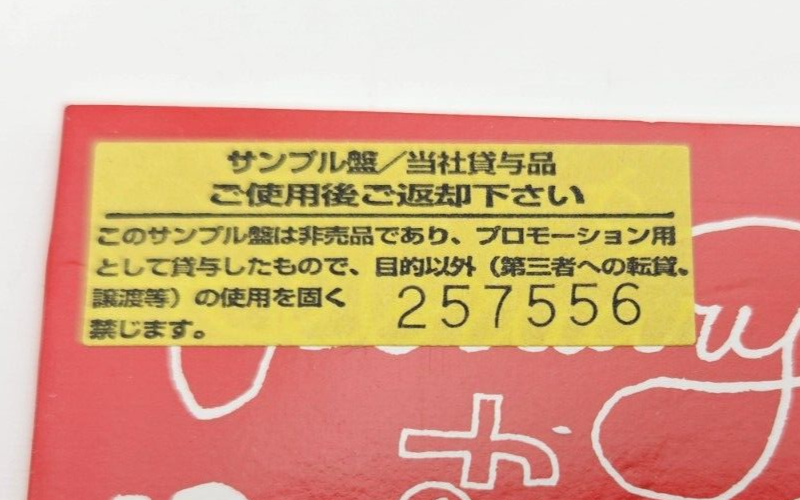 サンプル盤／当社貸与品
ご使用後ご返却下さい
このサンプル盤は非売品であり、プロモーション用
として貸与したもので、目的以外（第三者への転貸、
譲渡等）の使用を固く
禁じます。
257556